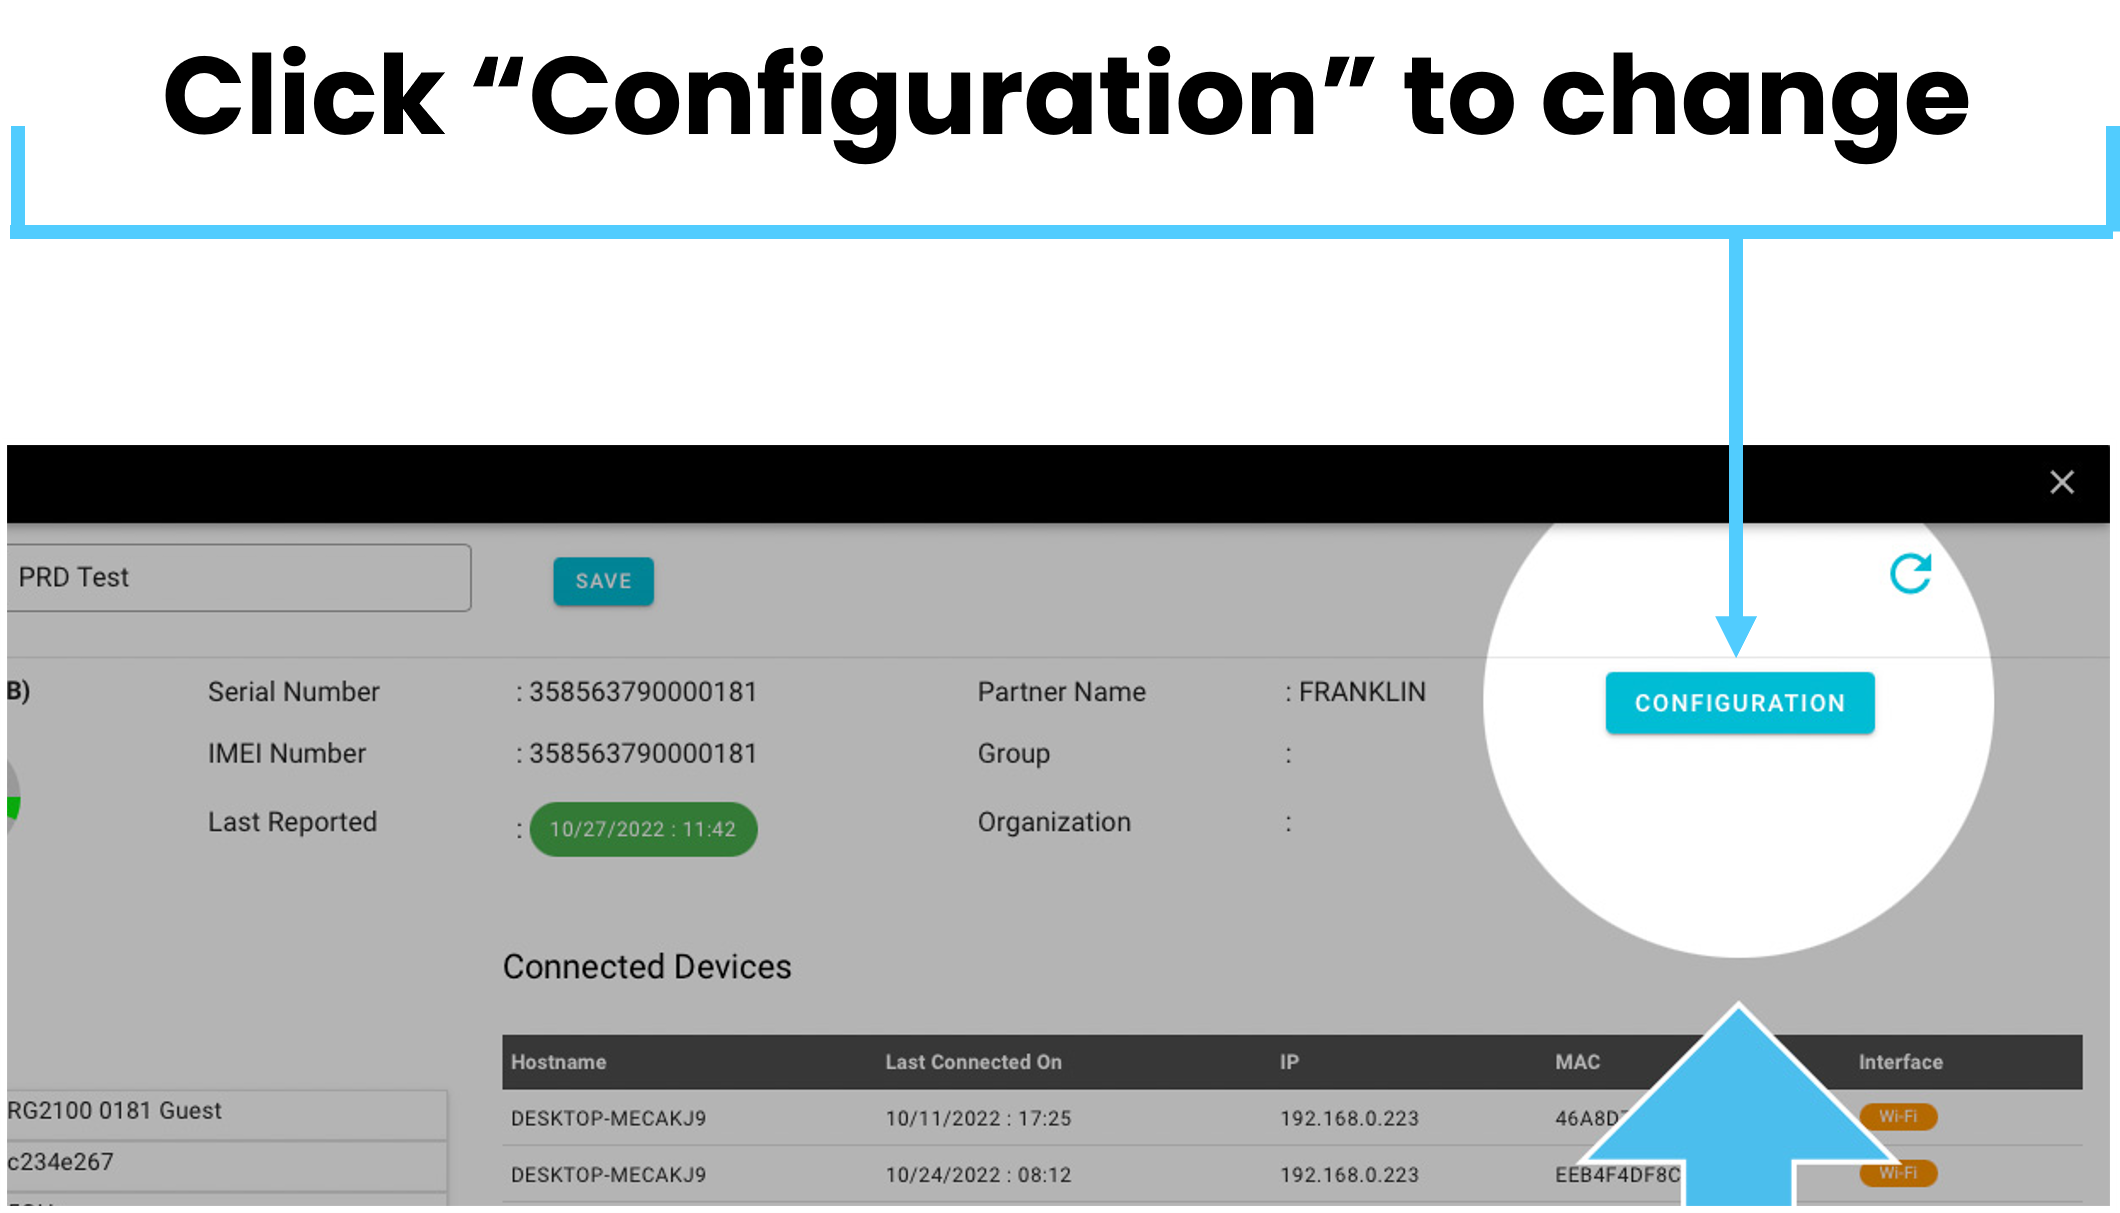 Click “Configuration” to change
PRD Test
SAVE
B) Serial Number : 358563790000181 Partner Name : FRANKLIN CONFIGURATION
IMEI Number : 358563790000181 Group :
Last Reported : 10/27/2022 : 11:42 Organization :
Connected Devices
Hostname Last Connected On IP MAC Interface
RG2100 0181 Guest
DESKTOP-MECAKJ9 10/11/2022 : 17:25 192.168.0.223 46A8D Wi-Fi
c234e267
DESKTOP-MECAKJ9 10/24/2022 : 08:12 192.168.0.223 EEB4F4DF8C Wi-Fi